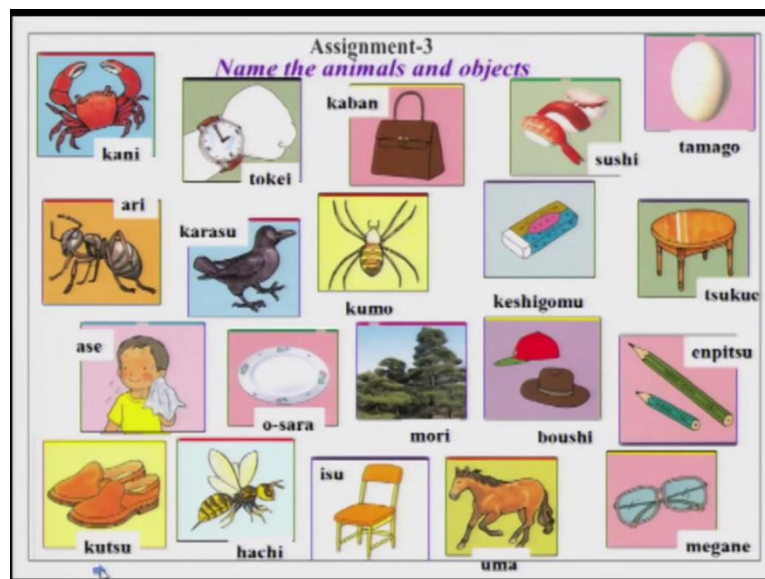 Assignment-3
Name the animals and objects
kani
tokei
kaban
sushi
tamago
ari
karasu
kumo
keshigomu
tsukue
ase
o-sara
mori
boushi
enpitsu
kutsu
hachi
isu
uma
megane